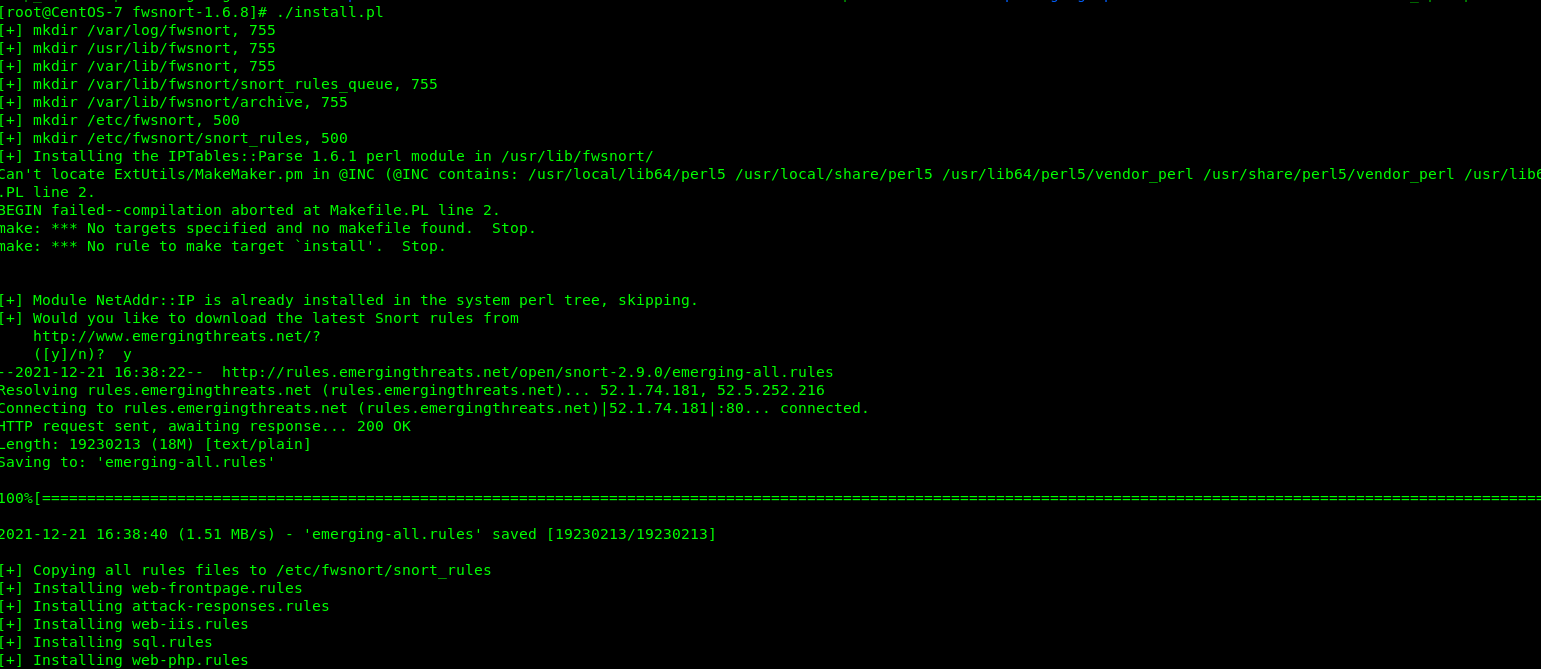 [root@CentOS-7 fwsnort-1.6.8]# ./install.pl
[+] mkdir /var/log/fwsnort, 755
[+] mkdir /usr/lib/fwsnort, 755
[+] mkdir /var/lib/fwsnort, 755
[+] mkdir /var/lib/fwsnort/snort_rules_queue, 755
[+] mkdir /var/lib/fwsnort/archive, 755
[+] mkdir /etc/fwsnort, 500
[+] mkdir /etc/fwsnort/snort_rules, 500
[+] Installing the IPTables::Parse 1.6.1 perl module in /usr/lib/fwsnort/
Can't locate ExtUtils/MakeMaker.pm in @INC (@INC contains: /usr/local/lib64/perl5 /usr/local/share/perl5 /usr/lib64/perl5/vendor_perl /usr/share/perl5/vendor_perl /usr/lib6
.PL line 2.
BEGIN failed--compilation aborted at Makefile.PL line 2.
make: *** No targets specified and no makefile found.  Stop.
make: *** No rule to make target `install'.  Stop.
[+] Module NetAddr::IP is already installed in the system perl tree, skipping.
[+] Would you like to download the latest Snort rules from
    http://www.emergingthreats.net/?
    ([y]/n)?  y
--2021-12-21 16:38:22--  http://rules.emergingthreats.net/open/snort-2.9.0/emerging-all.rules
Resolving rules.emergingthreats.net (rules.emergingthreats.net)... 52.1.74.181, 52.5.252.216
Connecting to rules.emergingthreats.net (rules.emergingthreats.net)|52.1.74.181|:80... connected.
HTTP request sent, awaiting response... 200 OK
Length: 19230213 (18M) [text/plain]
Saving to: 'emerging-all.rules'
100%[=======================================================================================================================================================================
2021-12-21 16:38:40 (1.51 MB/s) - 'emerging-all.rules' saved [19230213/19230213]
[+] Copying all rules files to /etc/fwsnort/snort_rules
[+] Installing web-frontpage.rules
[+] Installing attack-responses.rules
[+] Installing web-iis.rules
[+] Installing sql.rules
[+] Installing web-php.rules